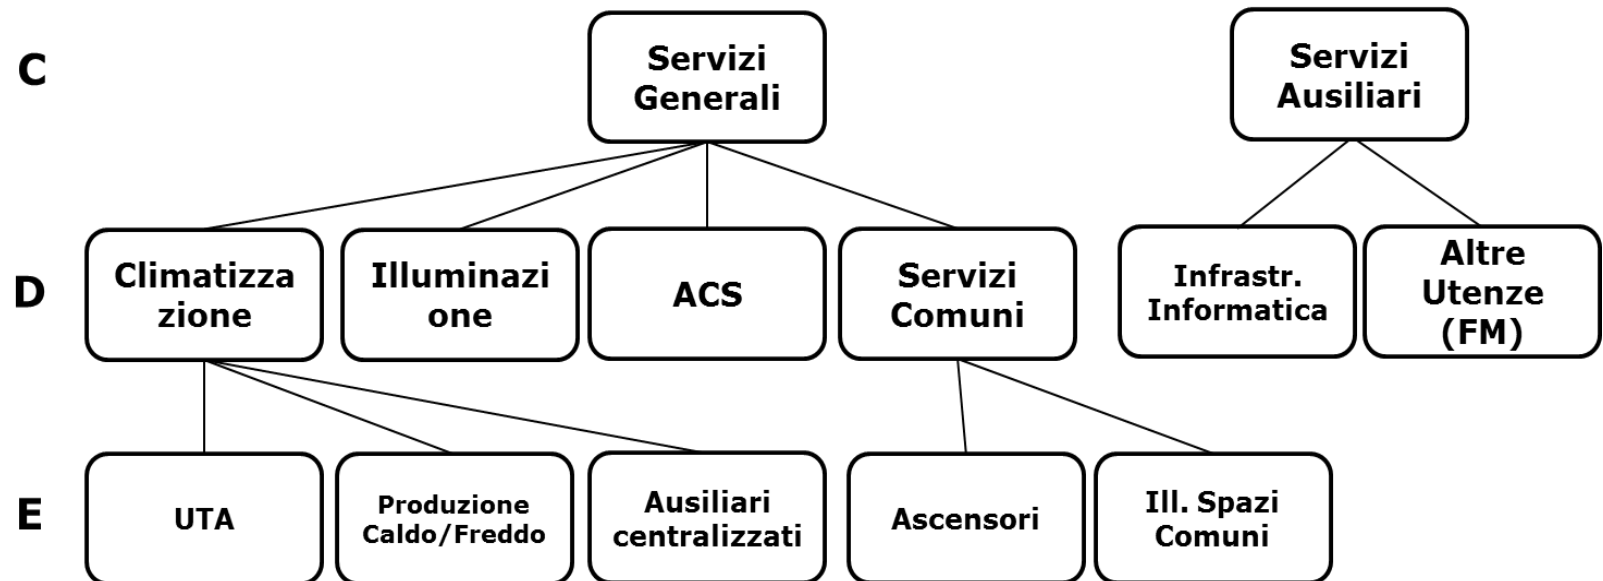 C
Servizi
Generali
Servizi
Ausiliari
D
Climatizza
zione
Illuminazi
one
ACS
Servizi
Comuni
Infrastr.
Informatica
Altre
Utenze
(FM)
E
UTA
Produzione
Caldo/Freddo
Ausiliari
centralizzati
Ascensori
Ill. Spazi
Comuni